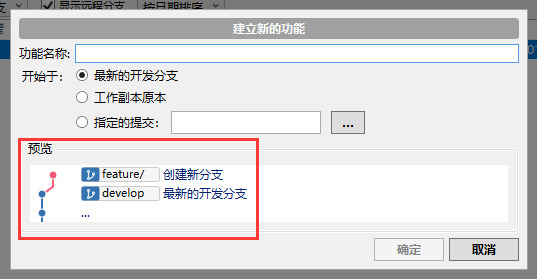 支 显示远程分支 按日期排序
建立新的功能
功能名称:
开始于: 最新的开发分支
工作副本原本
指定的提交: ...
预览
feature/ 创建新分支
develop 最新的开发分支
...
确定 取消